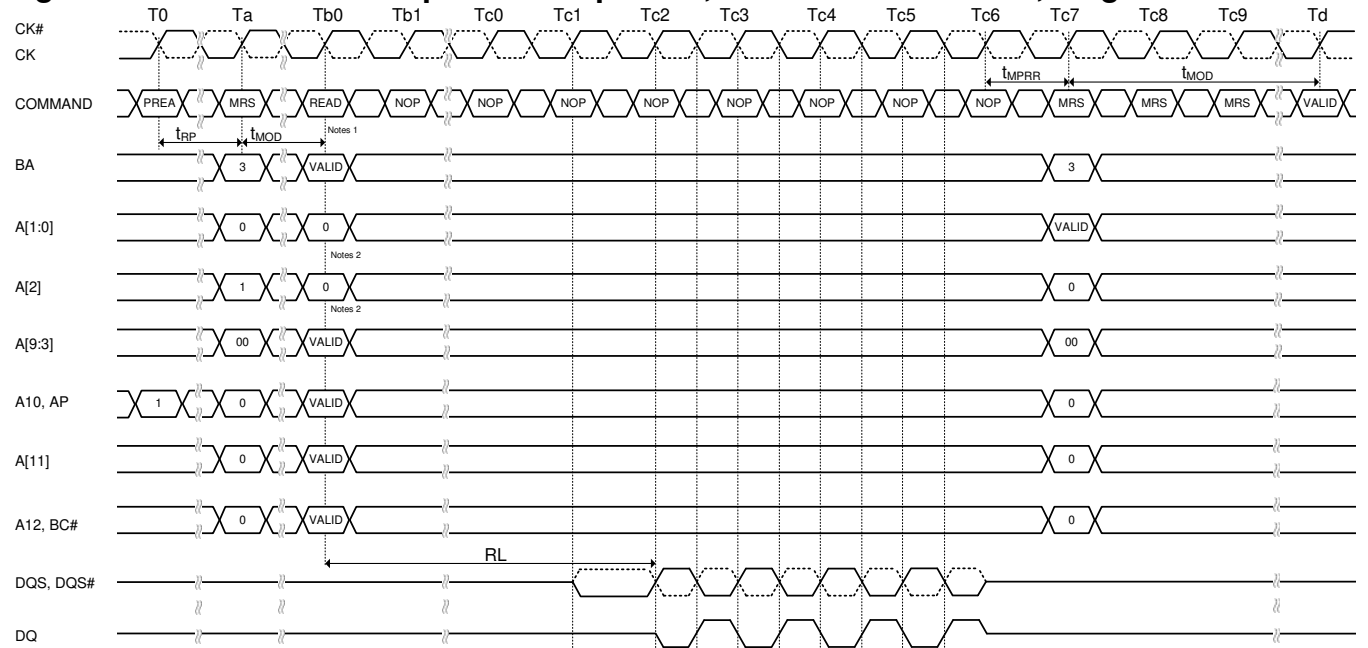 T0 Ta Tb0 Tb1 Tc0 Tc1 Tc2 Tc3 Tc4 Tc5 Tc6 Tc7 Tc8 Tc9 Td
CK#
CK
tMPRR tMOD
COMMAND PREA MRS READ NOP NOP NOP NOP NOP NOP NOP NOP MRS MRS MRS VALID
tRP tMOD Notes 1
BA 3 VALID 3
A[1:0] 0 0 VALID
Notes 2
A[2] 1 0 0
Notes 2
A[9:3] 00 VALID 00
A10, AP 1 0 VALID 0
A[11] 0 VALID 0
A12, BC# 0 VALID 0
RL
DQS, DQS#
DQ